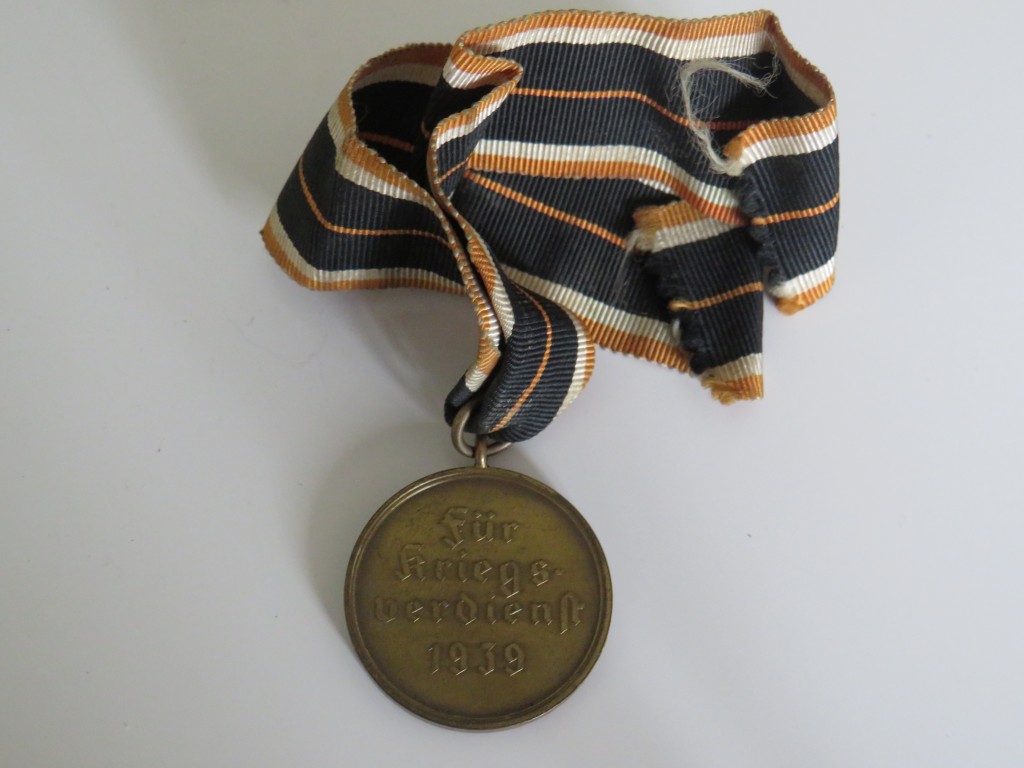 Für
Kriegs-
verdienst
1939